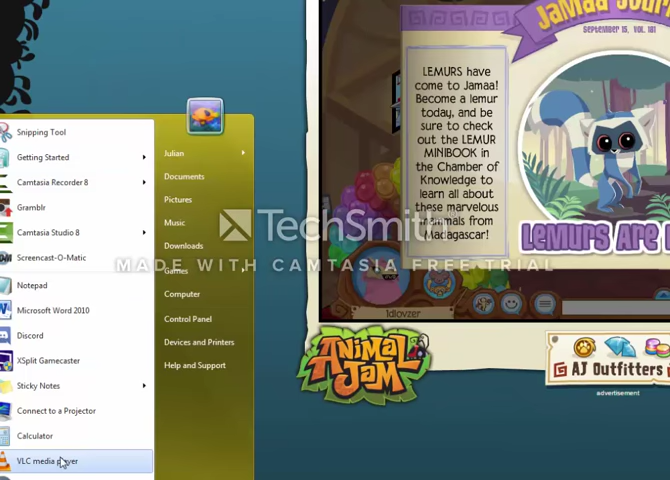 Snipping Tool
Getting Started
Camtasia Recorder 8
Gramblr
Camtasia Studio 8
Screencast-O-Matic
Notepad
Microsoft Word 2010
Discord
XSplit Gamecaster
Sticky Notes
Connect to a Projector
Calculator
VLC media player
Julian
Documents
Pictures
Music
Downloads
Games
Computer
Control Panel
Devices and Printers
Help and Support
TechSmith
MADE WITH CAMTASIA FREE TRIAL
JAMAA
SEPTEMBER 15, VOL. 181
LEMURS have
come to Jamaa!
Become a lemur
today, and be
sure to check
out the LEMUR
MINIBOOK in
the Chamber of
Knowledge to
learn all about
these marvelous
mammals from
Madagascar!
LEMURS ARE
1dlovzer
ANIMAL
JAM
AJ Outfitters
advertisement